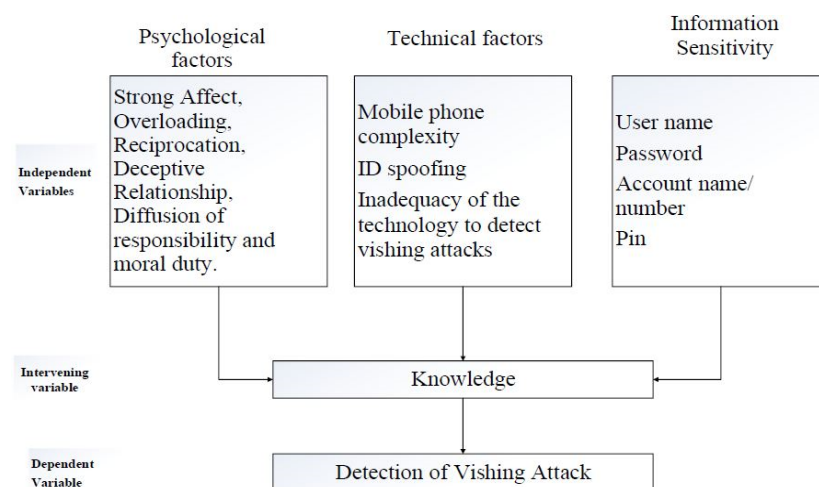 Psychological
factors
Technical factors
Information
Sensitivity
Independent
Variables
Strong Affect,
Overloading,
Reciprocation,
Deceptive
Relationship,
Diffusion of
responsibility and
moral duty.
Mobile phone
complexity
ID spoofing
Inadequacy of the
technology to detect
vishing attacks
User name
Password
Account name/
number
Pin
Intervening
variable
Knowledge
Dependent
Variable
Detection of Vishing Attack